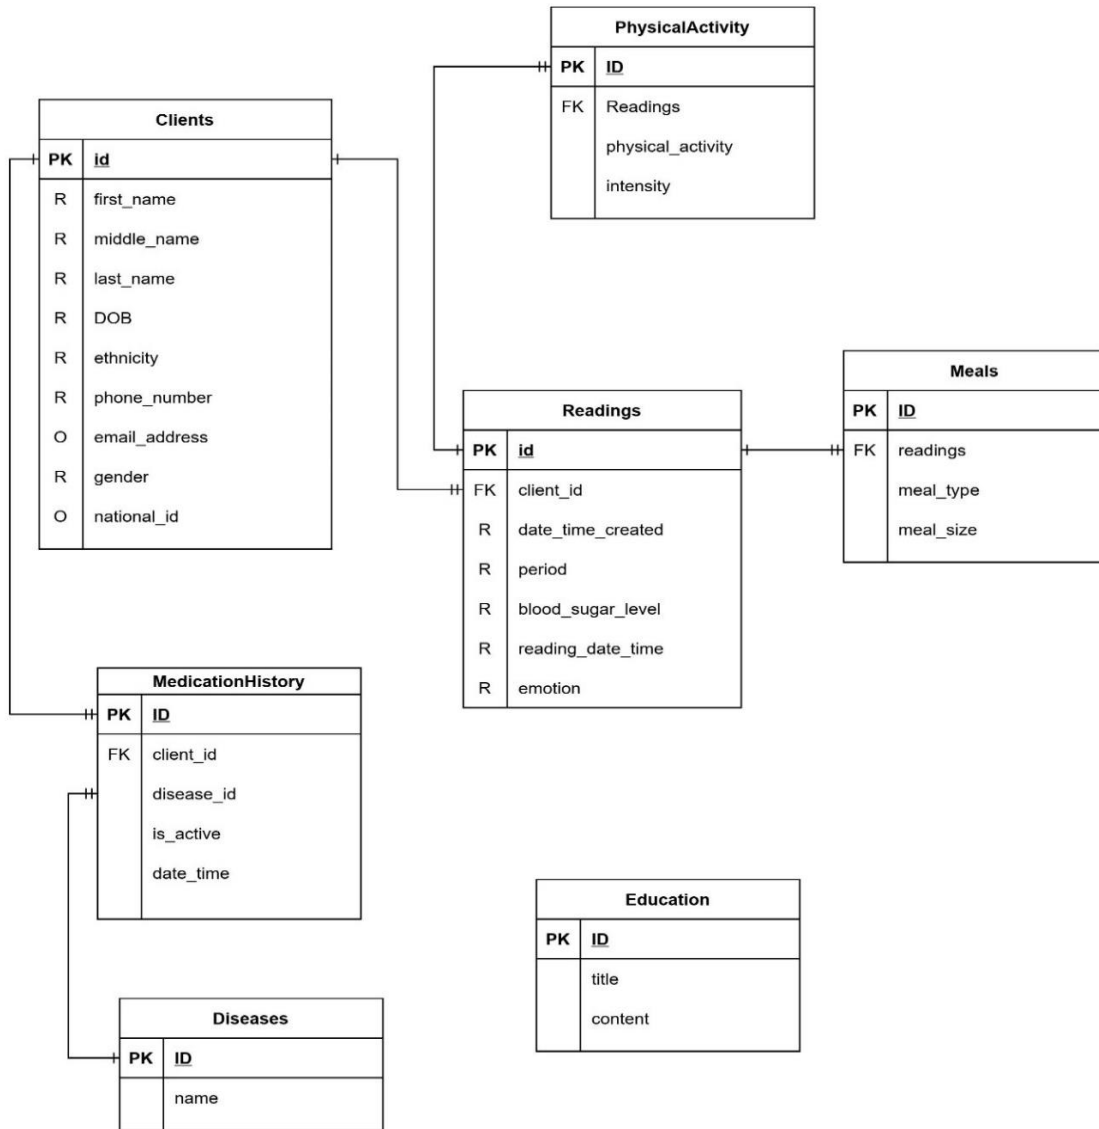 PhysicalActivity
PK ID
FK Readings
physical_activity
intensity
Clients
PK id
R first_name
R middle_name
R last_name
R DOB
R ethnicity
R phone_number
O email_address
R gender
O national_id
Meals
PK ID
FK readings
meal_type
meal_size
Readings
PK id
FK client_id
R date_time_created
R period
R blood_sugar_level
R reading_date_time
R emotion
MedicationHistory
PK ID
FK client_id
disease_id
is_active
date_time
Education
PK ID
title
content
Diseases
PK ID
name